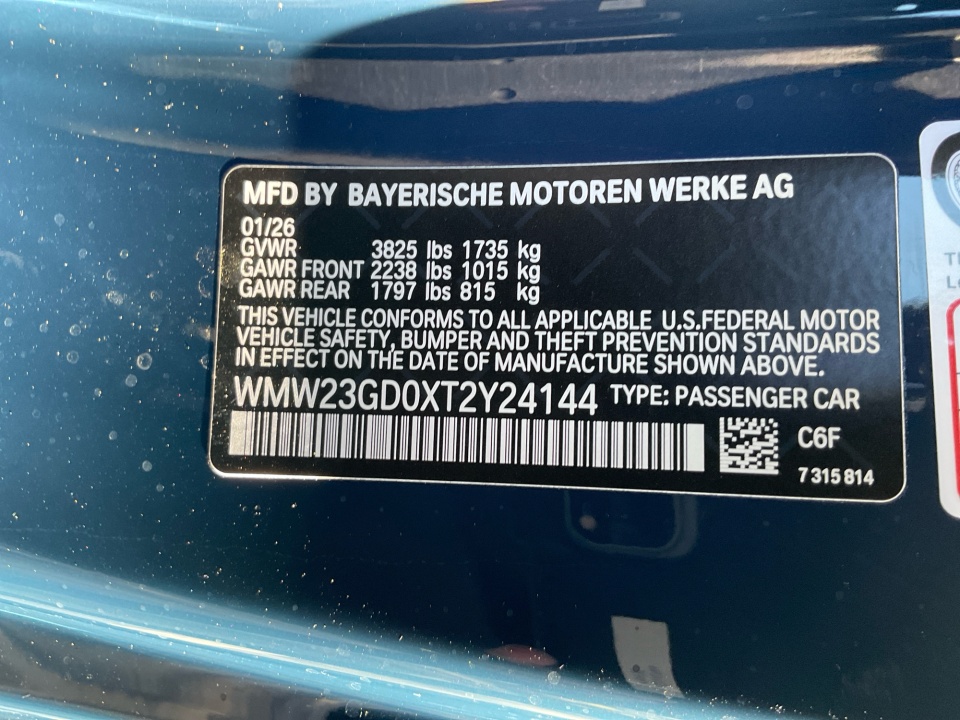 MFD BY BAYERISCHE MOTOREN WERKE AG
01/26
GVWR 3825 lbs 1735 kg
GAWR FRONT 2238 lbs 1015 kg
GAWR REAR 1797 lbs 815 kg
THIS VEHICLE CONFORMS TO ALL APPLICABLE U.S.FEDERAL MOTOR
VEHICLE SAFETY, BUMPER AND THEFT PREVENTION STANDARDS
IN EFFECT ON THE DATE OF MANUFACTURE SHOWN ABOVE.
WMW23GD0XT2Y24144 TYPE: PASSENGER CAR
C6F
7 315 814